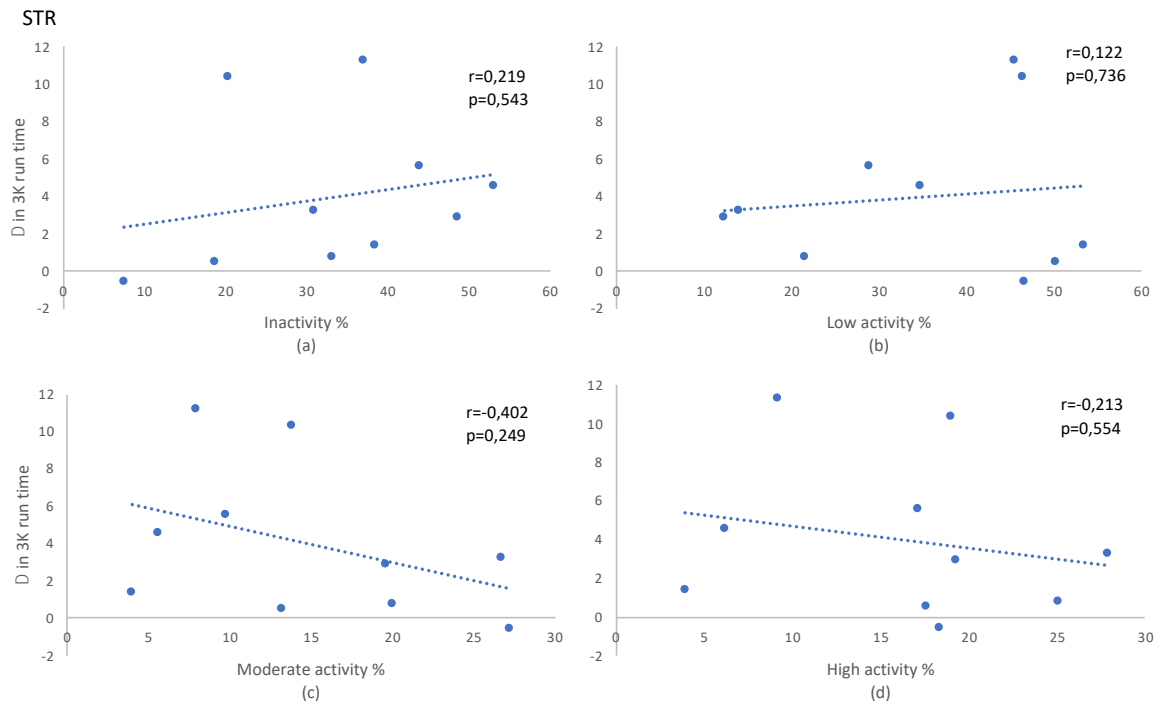 STR
12
10
8
6
4
2
0
-2
D in 3K run time
r=0,219
p=0,543
0 10 20 30 40 50 60
Inactivity %
(a)
12
10
8
6
4
2
0
-2
r=0,122
p=0,736
0 10 20 30 40 50 60
Low activity %
(b)
12
10
8
6
4
2
0
-2
D in 3K run time
r=-0,402
p=0,249
0 5 10 15 20 25 30
Moderate activity %
(c)
12
10
8
6
4
2
0
-2
r=-0,213
p=0,554
0 5 10 15 20 25 30
High activity %
(d)